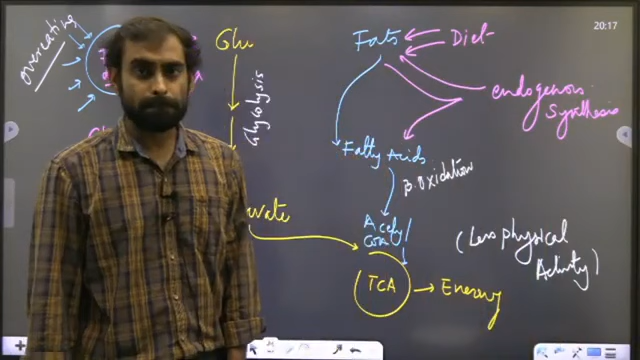 20:17
overeating
Glu
Glycolysis
Fats
Diet
endogenous
Synthesis
Fatty Acids
B. Oxidation
Acetyl
COA
TCA
Energy
(Less physical
Activity)